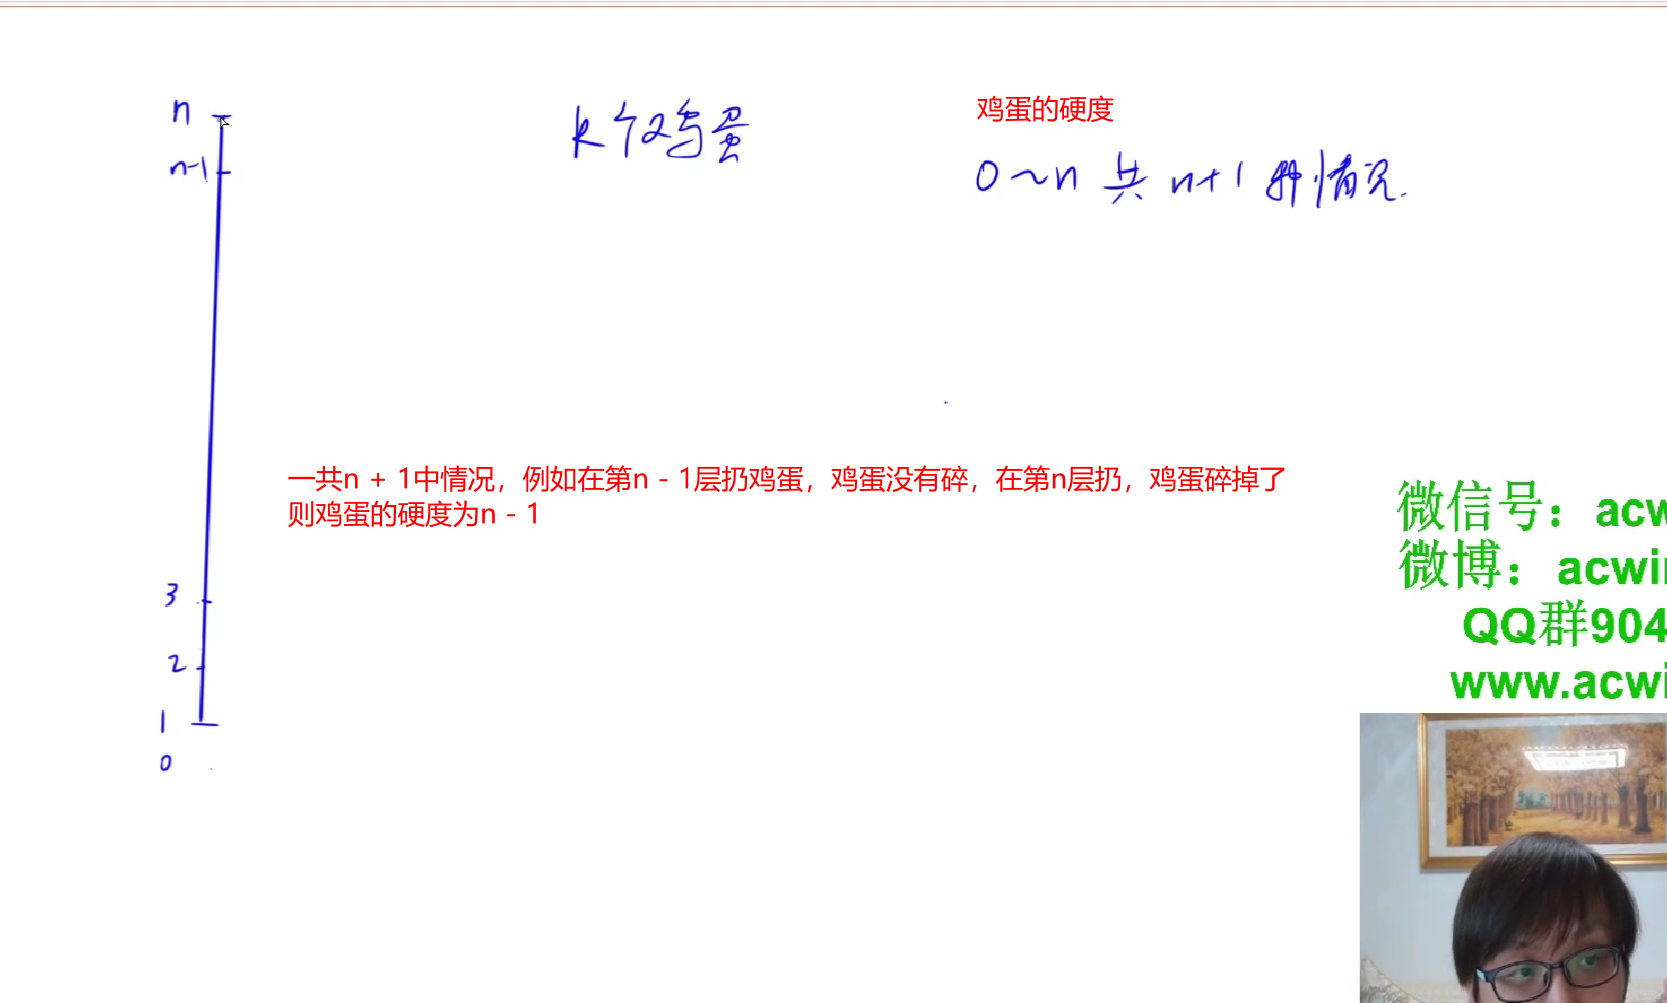 n
n-1
k个鸡蛋
鸡蛋的硬度
0~n 共 n+1 种情况.
一共n + 1中情况，例如在第n - 1层扔鸡蛋，鸡蛋没有碎，在第n层扔，鸡蛋碎掉了
则鸡蛋的硬度为n - 1
微信号：acw
微博：acwi
QQ群904
www.acwi
3
2
1
0